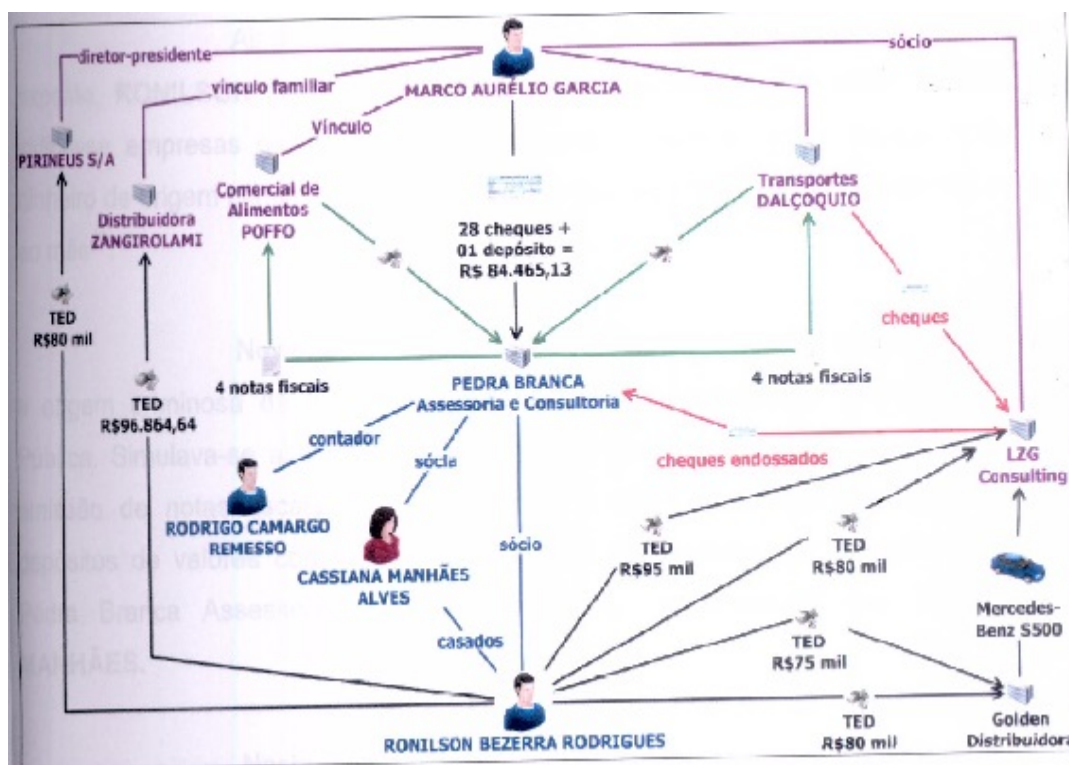 diretor-presidente
sócio
vínculo familiar
MARCO AURÉLIO GARCIA
Vínculo
PIRINEUS S/A
Comercial de
Alimentos
POFFO
Transportes
DALÇOQUIO
Distribuidora
ZANGIROLAMI
28 cheques +
01 depósito =
R$ 84.465,13
TED
R$80 mil
cheques
4 notas fiscais
4 notas fiscais
PEDRA BRANCA
Assessoria e Consultoria
TED
R$96.864,64
contador
sócia
cheques endossados
LZG
Consulting
RODRIGO CAMARGO
REMESSO
CASSIANA MANHÃES
ALVES
sócio
TED
R$95 mil
TED
R$80 mil
Mercedes-
Benz S500
casados
TED
R$75 mil
RONILSON BEZERRA RODRIGUES
TED
R$80 mil
Golden
Distribuidora